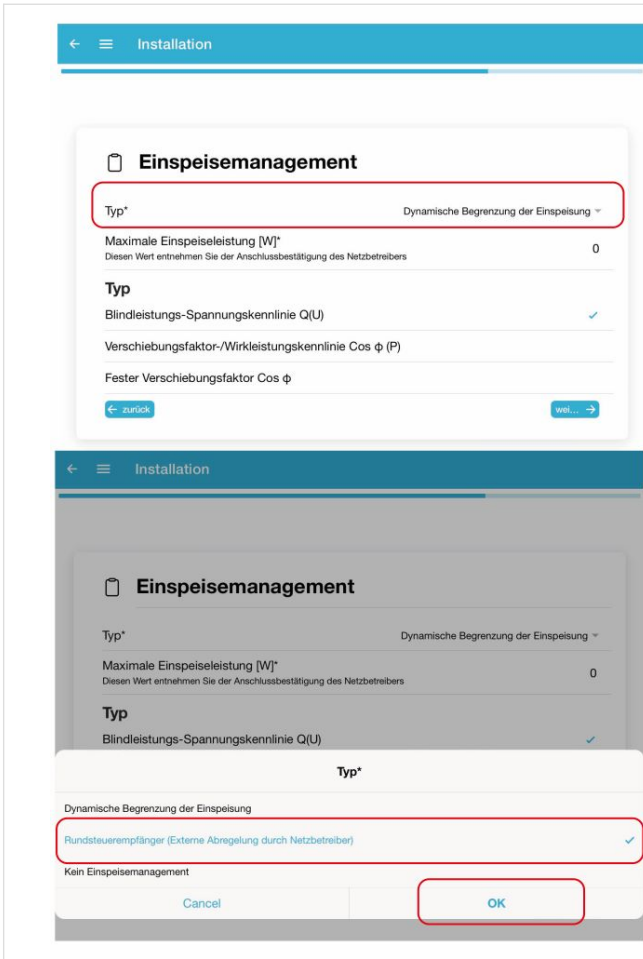 Installation
Einspeisemanagement
Typ* Dynamische Begrenzung der Einspeisung
Maximale Einspeiseleistung [W]* 0
Diesen Wert entnehmen Sie der Anschlussbestätigung des Netzbetreibers
Typ
Blindleistungs-Spannungskennlinie Q(U)
Verschiebungsfaktor-/Wirkleistungskennlinie Cos ϕ (P)
Fester Verschiebungsfaktor Cos ϕ
← zurück wei... →
Installation
Einspeisemanagement
Typ* Dynamische Begrenzung der Einspeisung
Maximale Einspeiseleistung [W]* 0
Diesen Wert entnehmen Sie der Anschlussbestätigung des Netzbetreibers
Typ
Blindleistungs-Spannungskennlinie Q(U)
Typ*
Dynamische Begrenzung der Einspeisung
Rundsteuerempfänger (Externe Abregelung durch Netzbetreiber)
Kein Einspeisemanagement
Cancel OK